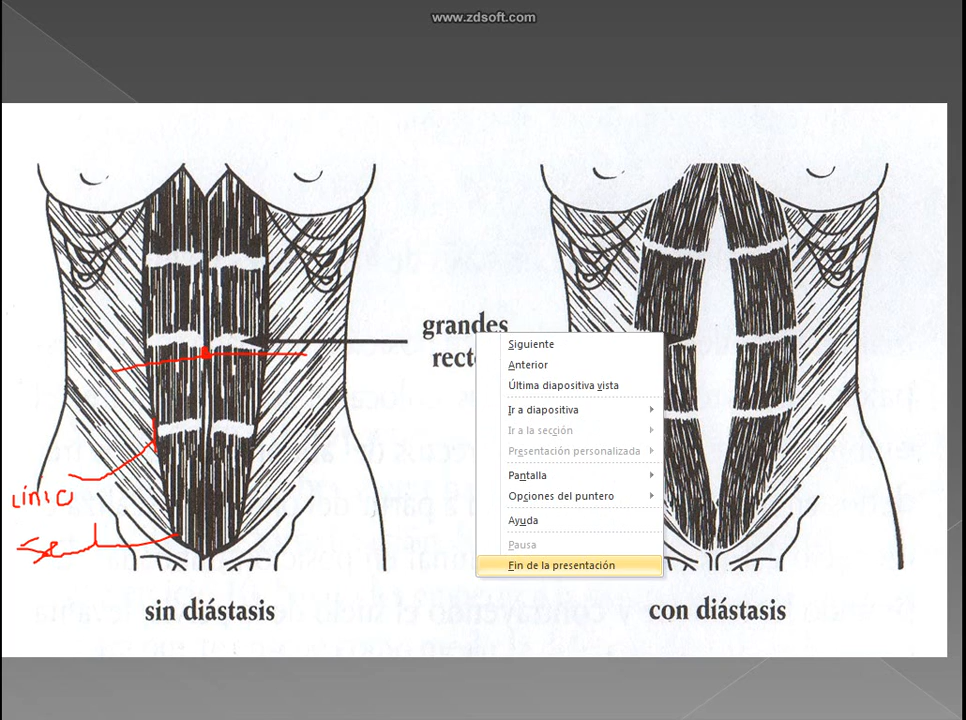 www.zdsoft.com
grandes
Siguiente
Anterior
Última diapositiva vista
Ir a diapositiva
Ir a la sección
Presentación personalizada
Pantalla
Opciones del puntero
Ayuda
Pausa
Fin de la presentación
sin diástasis
con diástasis